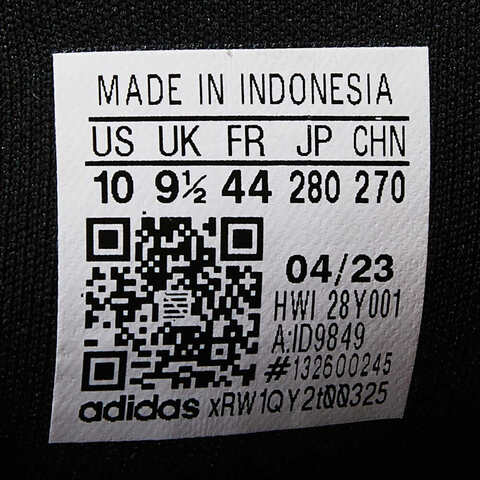 MADE IN INDONESIA
US UK FR JP CHN
10 9½ 44 280 270
04/23
HWI 28Y001
A:ID9849
#132600245
adidas xRW1QY2t00325